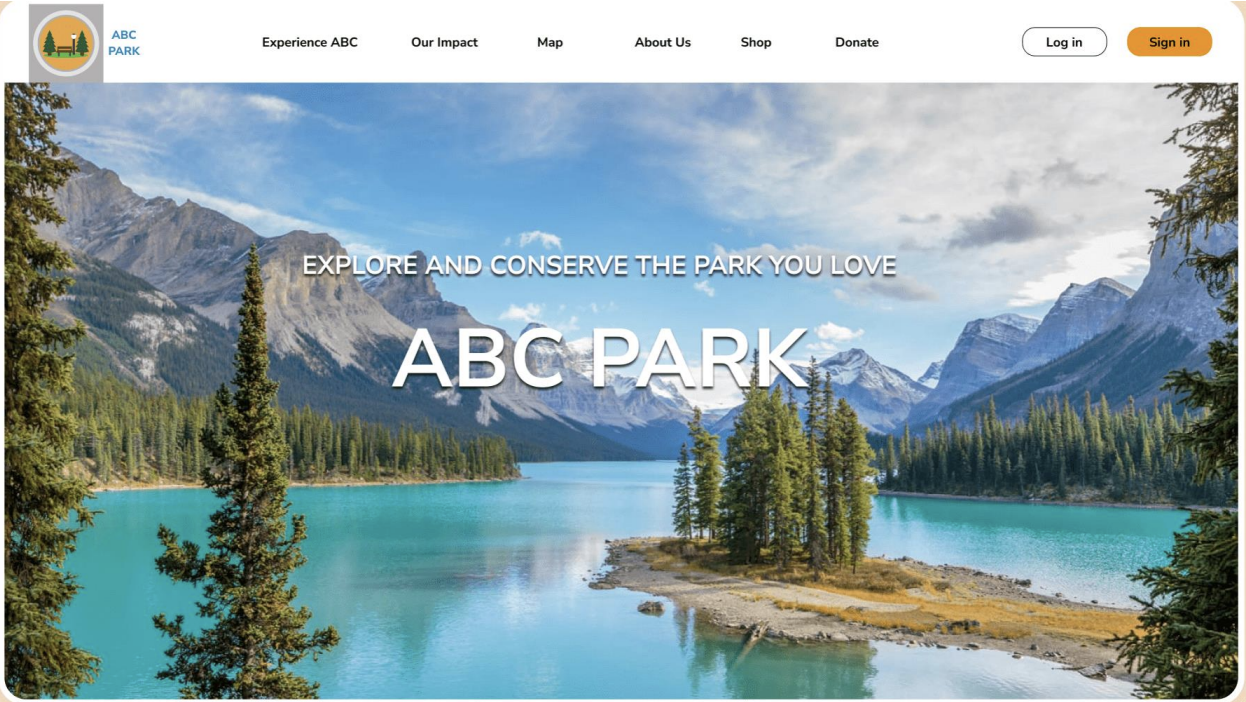 ABC
PARK
Experience ABC
Our Impact
Map
About Us
Shop
Donate
Log in
Sign in
EXPLORE AND CONSERVE THE PARK YOU LOVE
ABC PARK